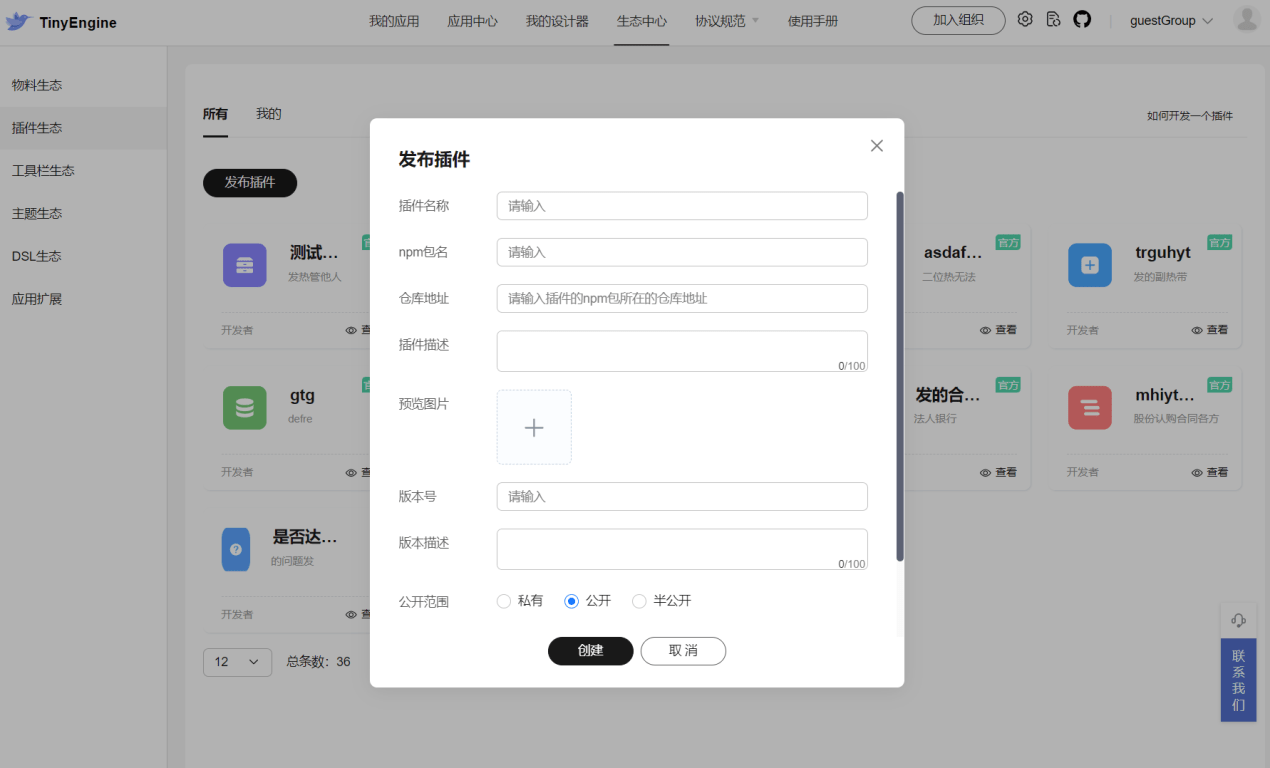 TinyEngine
我的应用 应用中心 我的设计器 生态中心 协议规范 使用手册 加入组织 guestGroup
物料生态
插件生态
工具栏生态
主题生态
DSL生态
应用扩展
所有 我的 如何开发一个插件
发布插件
测试...
发热管他人
开发者
asdaf...
官方
二位热无法
查看
trguhyt
官方
发的副热带
开发者 查看
gtg
defre
开发者
发的合...
官方
法人银行
查看
mhiyt...
官方
股份认购合同各方
开发者 查看
是否达...
的问题发
开发者
12 总条数: 36
发布插件
插件名称 请输入
npm包名 请输入
仓库地址 请输入插件的npm包所在的仓库地址
插件描述
0/100
预览图片
版本号 请输入
版本描述
0/100
公开范围 私有 公开 半公开
创建 取消
联
系
我
们